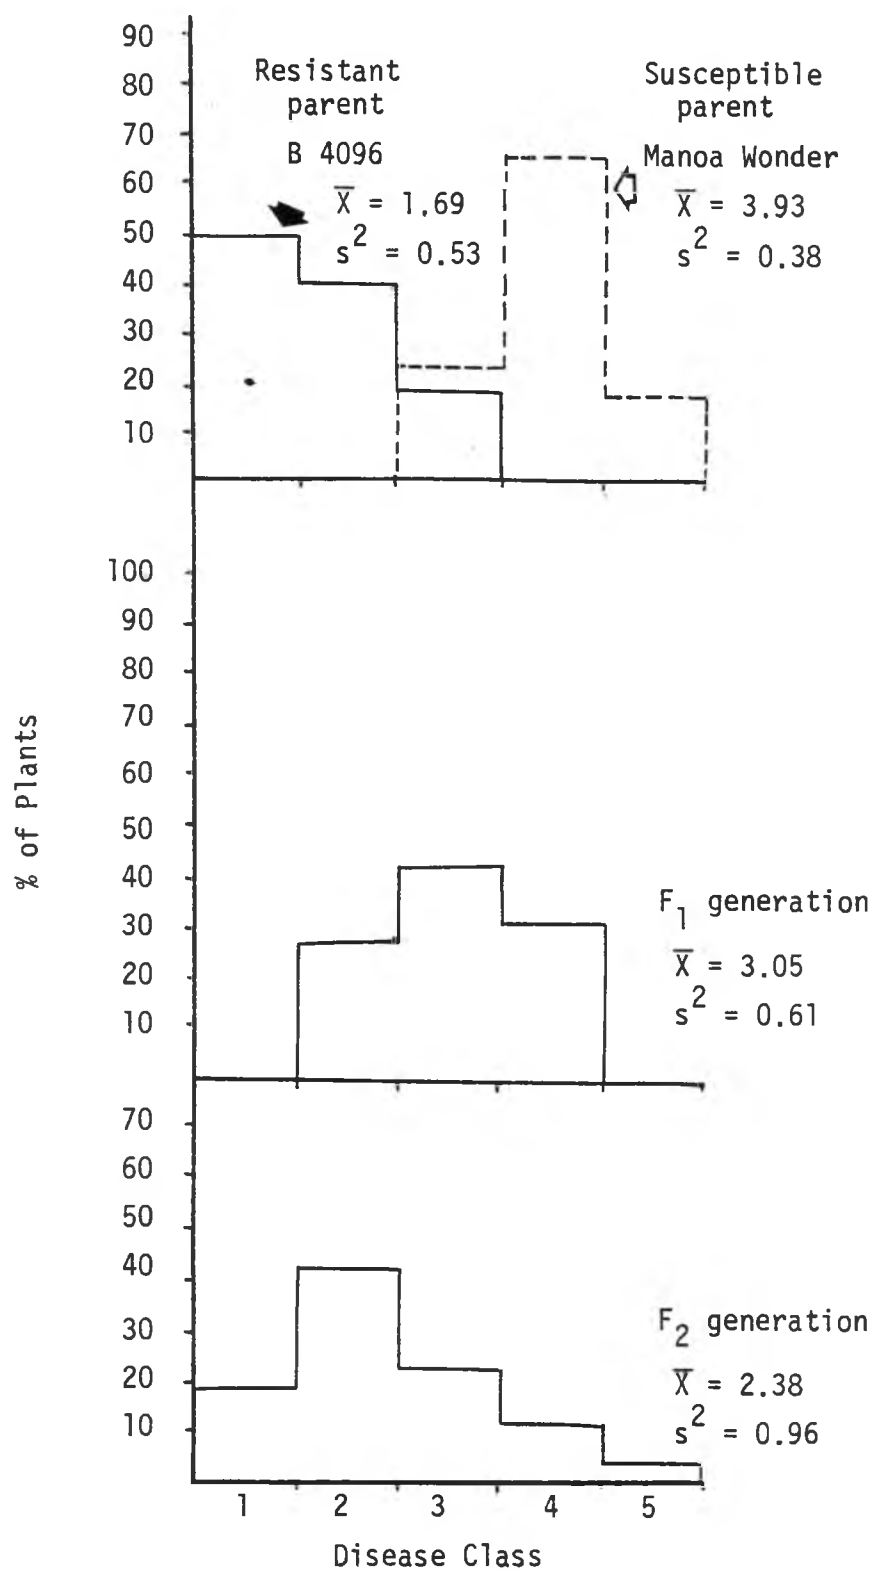 90
80
70
60
50
40
30
20
10
Resistant
parent
B 4096
X̄ = 1.69
s² = 0.53
Susceptible
parent
Manoa Wonder
X̄ = 3.93
s² = 0.38
% of Plants
100
90
80
70
60
50
40
30
20
10
F₁ generation
X̄ = 3.05
s² = 0.61
70
60
50
40
30
20
10
F₂ generation
X̄ = 2.38
s² = 0.96
1 2 3 4 5
Disease Class